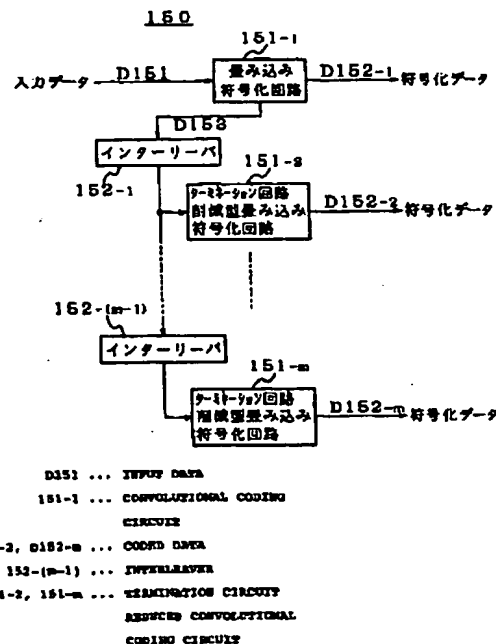 150
151-1
入力データ
D151
畳み込み
符号化回路
D152-1
符号化データ
D153
インターリーバ
152-1
151-2
ターミネーション回路
削減型畳み込み
符号化回路
D152-2
符号化データ
152-(m-1)
インターリーバ
151-m
ターミネーション回路
削減型畳み込み
符号化回路
D152-m
符号化データ
D151 ... INPUT DATA
151-1 ... CONVOLUTIONAL CODING
CIRCUIT
-2, D152-m ... CODED DATA
152-(m-1) ... INTERLEAVER
1-2, 151-m ... TERMINATION CIRCUIT
REDUCED CONVOLUTIONAL
CODING CIRCUIT